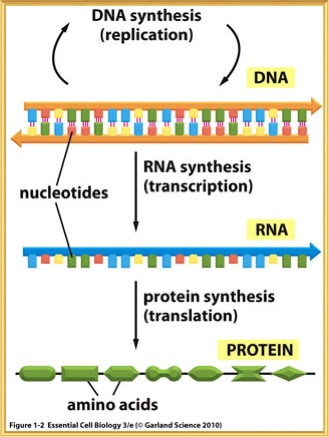 DNA synthesis
(replication)
DNA
RNA synthesis
(transcription)
nucleotides
RNA
protein synthesis
(translation)
PROTEIN
amino acids
Figure 1-2 Essential Cell Biology 3/e (© Garland Science 2010)